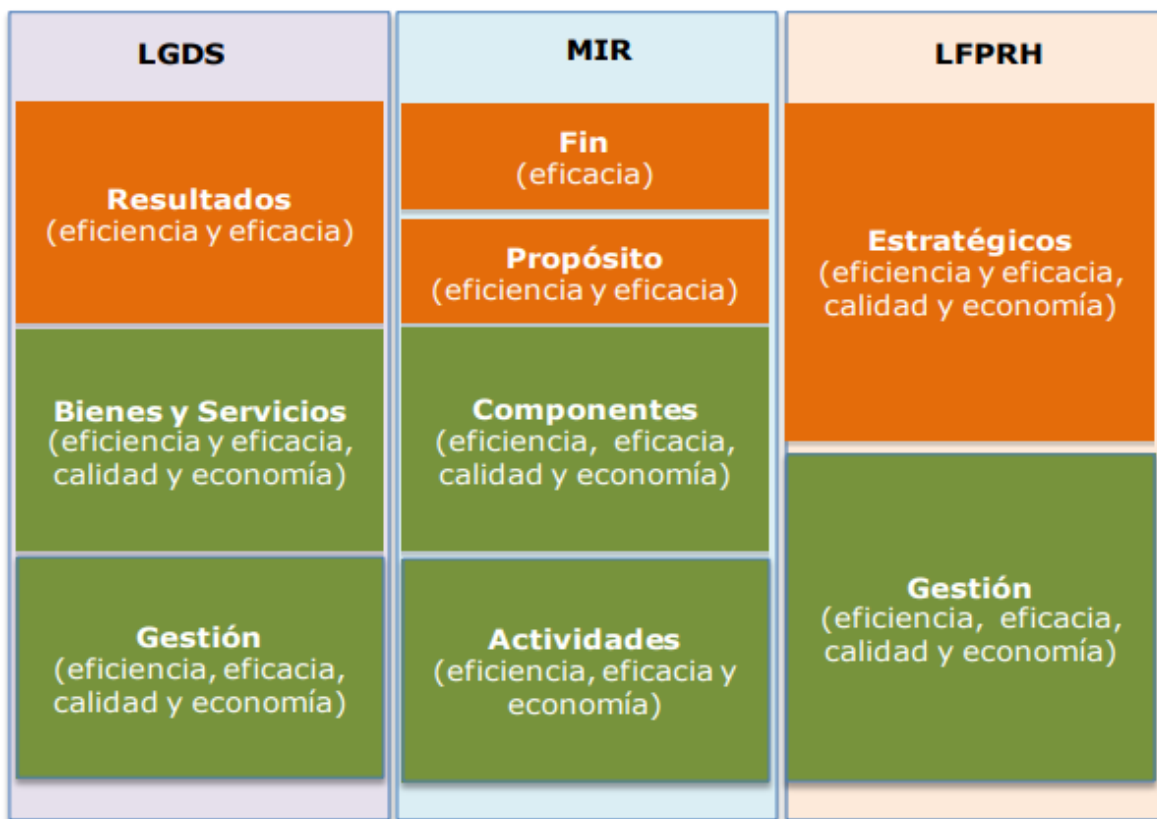 LGDS
Resultados
(eficiencia y eficacia)
Bienes y Servicios
(eficiencia y eficacia,
calidad y economía)
Gestión
(eficiencia, eficacia,
calidad y economía)
MIR
Fin
(eficacia)
Propósito
(eficiencia y eficacia)
Componentes
(eficiencia, eficacia,
calidad y economía)
Actividades
(eficiencia, eficacia y
economía)
LFPRH
Estratégicos
(eficiencia y eficacia,
calidad y economía)
Gestión
(eficiencia, eficacia,
calidad y economía)